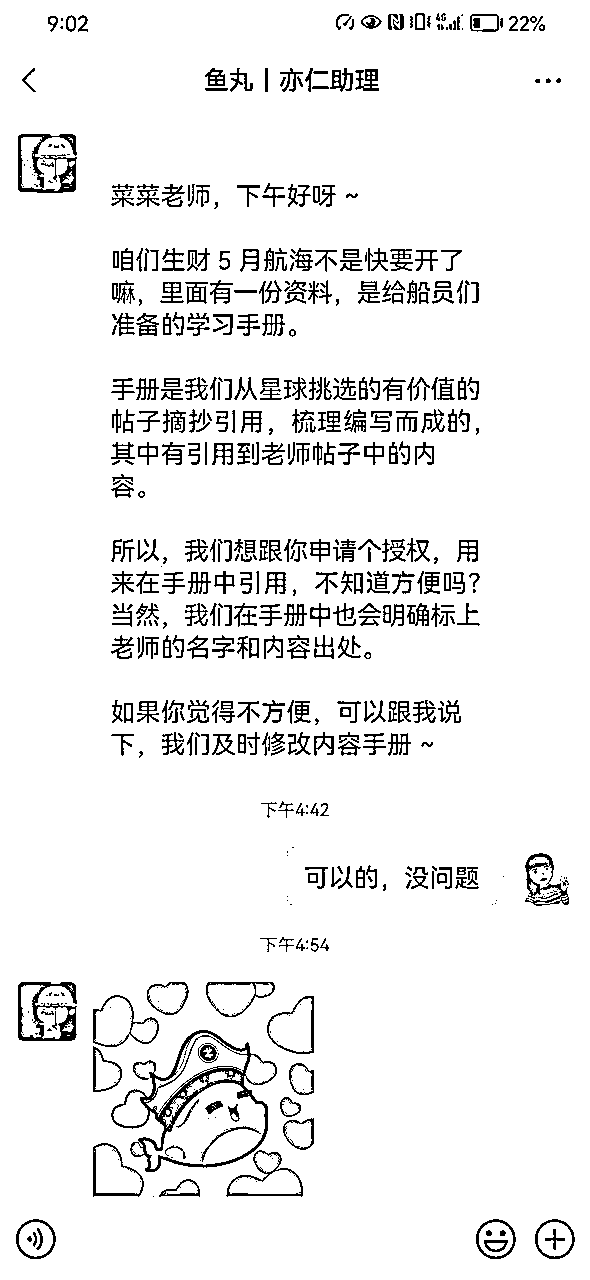 9:02
4G
22%
鱼丸丨亦仁助理
菜菜老师，下午好呀 ~
咱们生财 5 月航海不是快要开了
嘛，里面有一份资料，是给船员们
准备的学习手册。
手册是我们从星球挑选的有价值的
帖子摘抄引用，梳理编写而成的，
其中有引用到老师帖子中的内
容。
所以，我们想跟你申请个授权，用
来在手册中引用，不知道方便吗？
当然，我们在手册中也会明确标上
老师的名字和内容出处。
如果你觉得不方便，可以跟我说
下，我们及时修改内容手册 ~
下午4:42
可以的，没问题
下午4:54